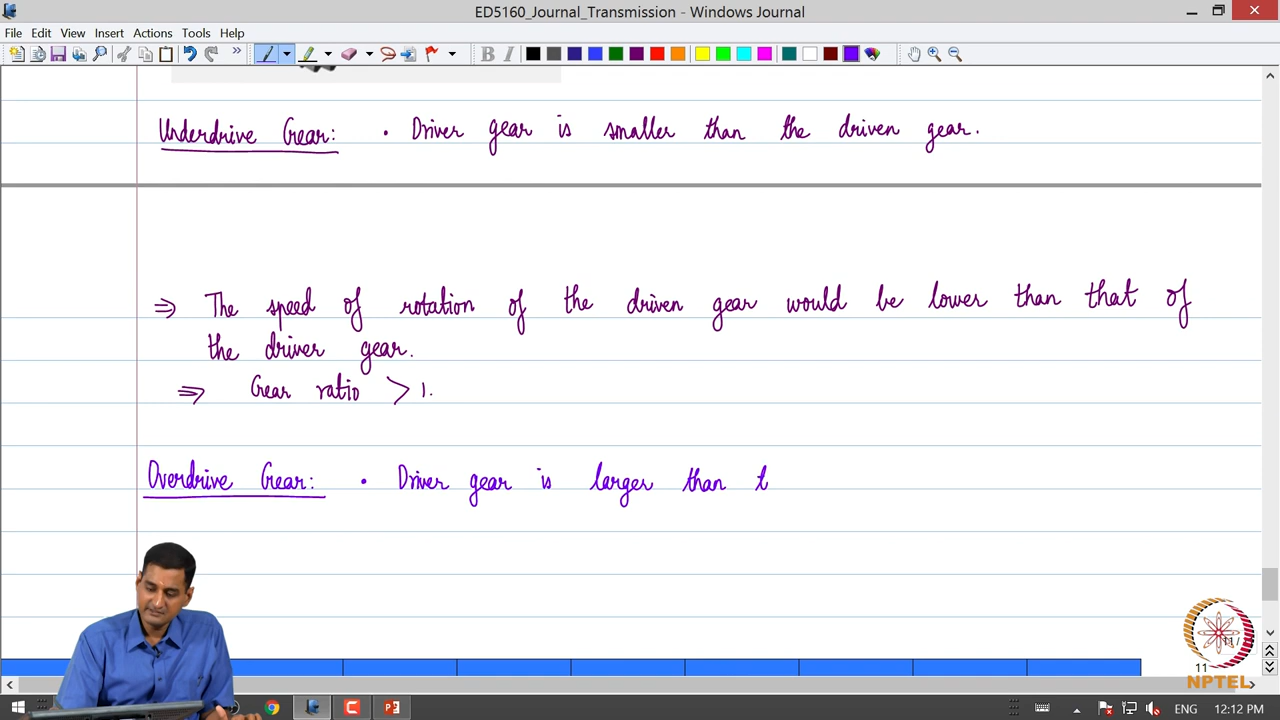 ED5160_Journal_Transmission - Windows Journal
File Edit View Insert Actions Tools Help
B I
Underdrive Gear: • Driver gear is smaller than the driven gear.
⇒ The speed of rotation of the driven gear would be lower than that of
the driver gear.
⇒ Gear ratio > 1.
Overdrive Gear: • Driver gear is larger than t
11
NPTEL
ENG 12:12 PM